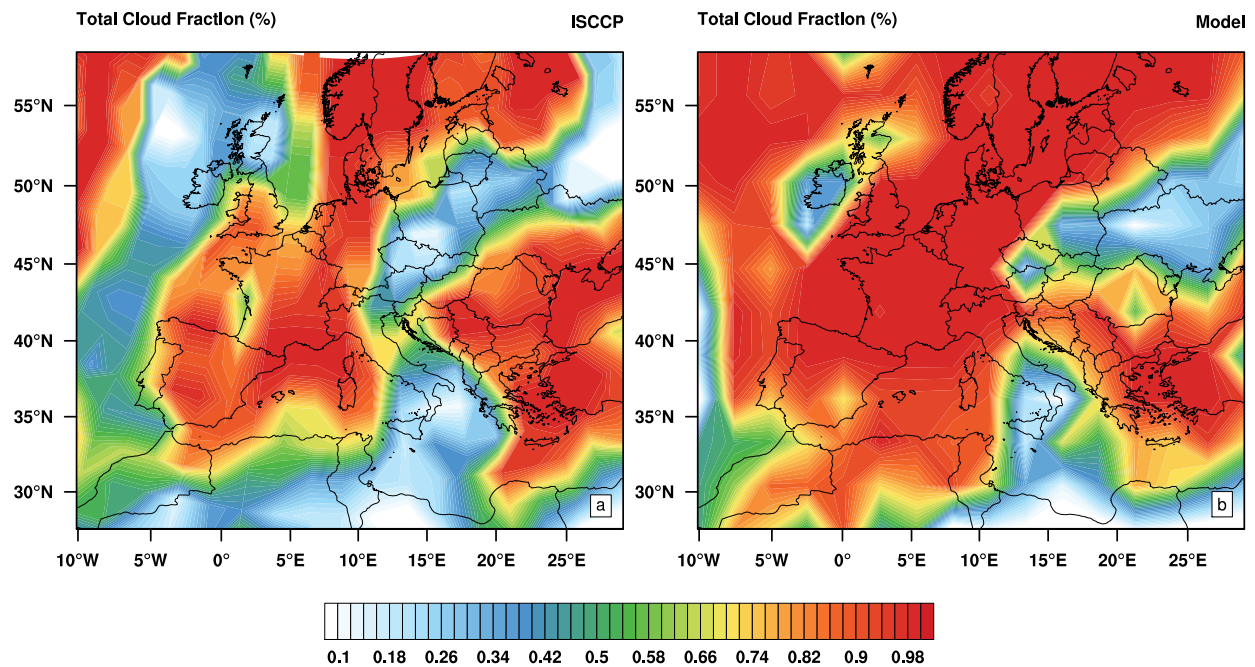 Total Cloud Fraction (%) ISCCP
Total Cloud Fraction (%) Model
55°N
50°N
45°N
40°N
35°N
30°N
a
10°W 5°W 0° 5°E 10°E 15°E 20°E 25°E
55°N
50°N
45°N
40°N
35°N
30°N
b
10°W 5°W 0° 5°E 10°E 15°E 20°E 25°E
0.1 0.18 0.26 0.34 0.42 0.5 0.58 0.66 0.74 0.82 0.9 0.98